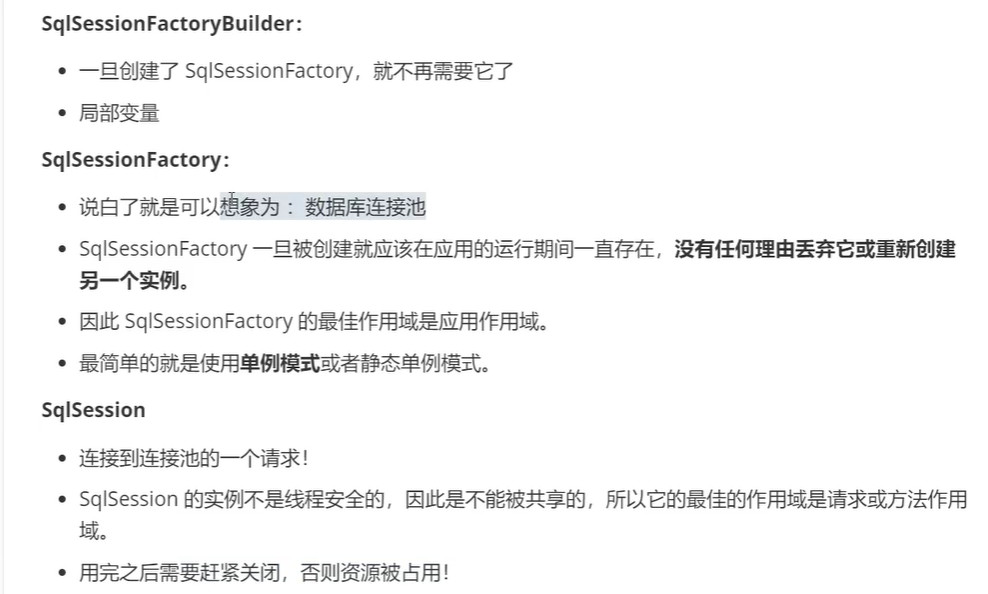 SqlSessionFactoryBuilder：
一旦创建了 SqlSessionFactory，就不再需要它了
局部变量
SqlSessionFactory：
说白了就是可以想象为 ：数据库连接池
SqlSessionFactory 一旦被创建就应该在应用的运行期间一直存在，没有任何理由丢弃它或重新创建
另一个实例。
因此 SqlSessionFactory 的最佳作用域是应用作用域。
最简单的就是使用单例模式或者静态单例模式。
SqlSession
连接到连接池的一个请求！
SqlSession 的实例不是线程安全的，因此是不能被共享的，所以它的最佳的作用域是请求或方法作用
域。
用完之后需要赶紧关闭，否则资源被占用！